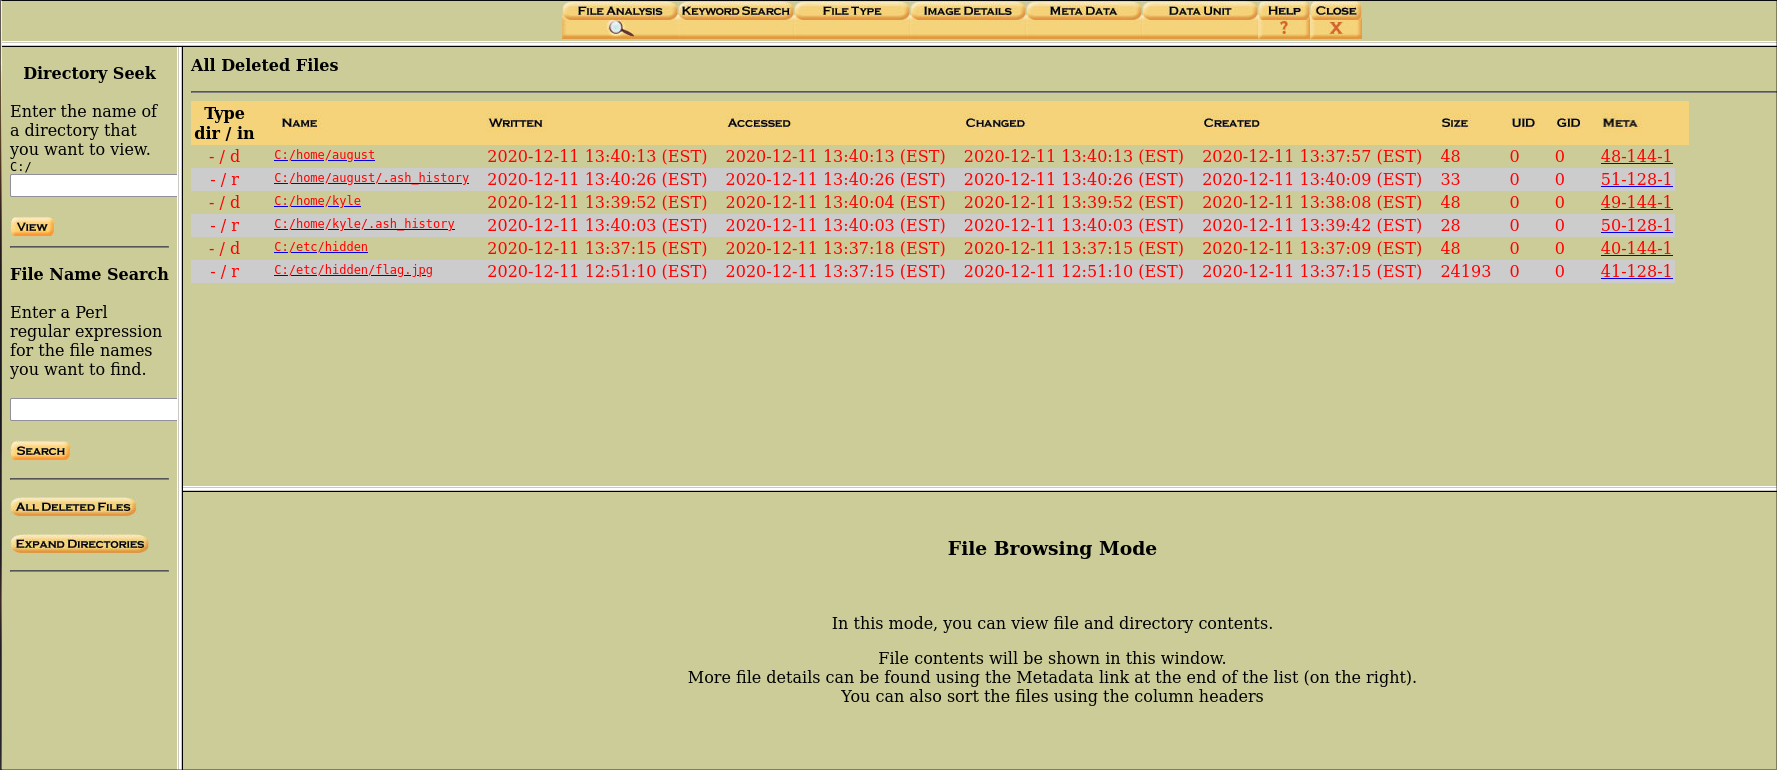 FILE ANALYSIS KEYWORD SEARCH FILE TYPE IMAGE DETAILS META DATA DATA UNIT HELP CLOSE
? X
Directory Seek
Enter the name of
a directory that
you want to view.
C:/
VIEW
File Name Search
Enter a Perl
regular expression
for the file names
you want to find.
SEARCH
ALL DELETED FILES
EXPAND DIRECTORIES
All Deleted Files
Type
dir / in NAME WRITTEN ACCESSED CHANGED CREATED SIZE UID GID META
- / d C:/home/august 2020-12-11 13:40:13 (EST) 2020-12-11 13:40:13 (EST) 2020-12-11 13:40:13 (EST) 2020-12-11 13:37:57 (EST) 48 0 0 48-144-1
- / r C:/home/august/.ash_history 2020-12-11 13:40:26 (EST) 2020-12-11 13:40:26 (EST) 2020-12-11 13:40:26 (EST) 2020-12-11 13:40:09 (EST) 33 0 0 51-128-1
- / d C:/home/kyle 2020-12-11 13:39:52 (EST) 2020-12-11 13:40:04 (EST) 2020-12-11 13:39:52 (EST) 2020-12-11 13:38:08 (EST) 48 0 0 49-144-1
- / r C:/home/kyle/.ash_history 2020-12-11 13:40:03 (EST) 2020-12-11 13:40:03 (EST) 2020-12-11 13:40:03 (EST) 2020-12-11 13:39:42 (EST) 28 0 0 50-128-1
- / d C:/etc/hidden 2020-12-11 13:37:15 (EST) 2020-12-11 13:37:18 (EST) 2020-12-11 13:37:15 (EST) 2020-12-11 13:37:09 (EST) 48 0 0 40-144-1
- / r C:/etc/hidden/flag.jpg 2020-12-11 12:51:10 (EST) 2020-12-11 13:37:15 (EST) 2020-12-11 12:51:10 (EST) 2020-12-11 13:37:15 (EST) 24193 0 0 41-128-1
File Browsing Mode
In this mode, you can view file and directory contents.
File contents will be shown in this window.
More file details can be found using the Metadata link at the end of the list (on the right).
You can also sort the files using the column headers